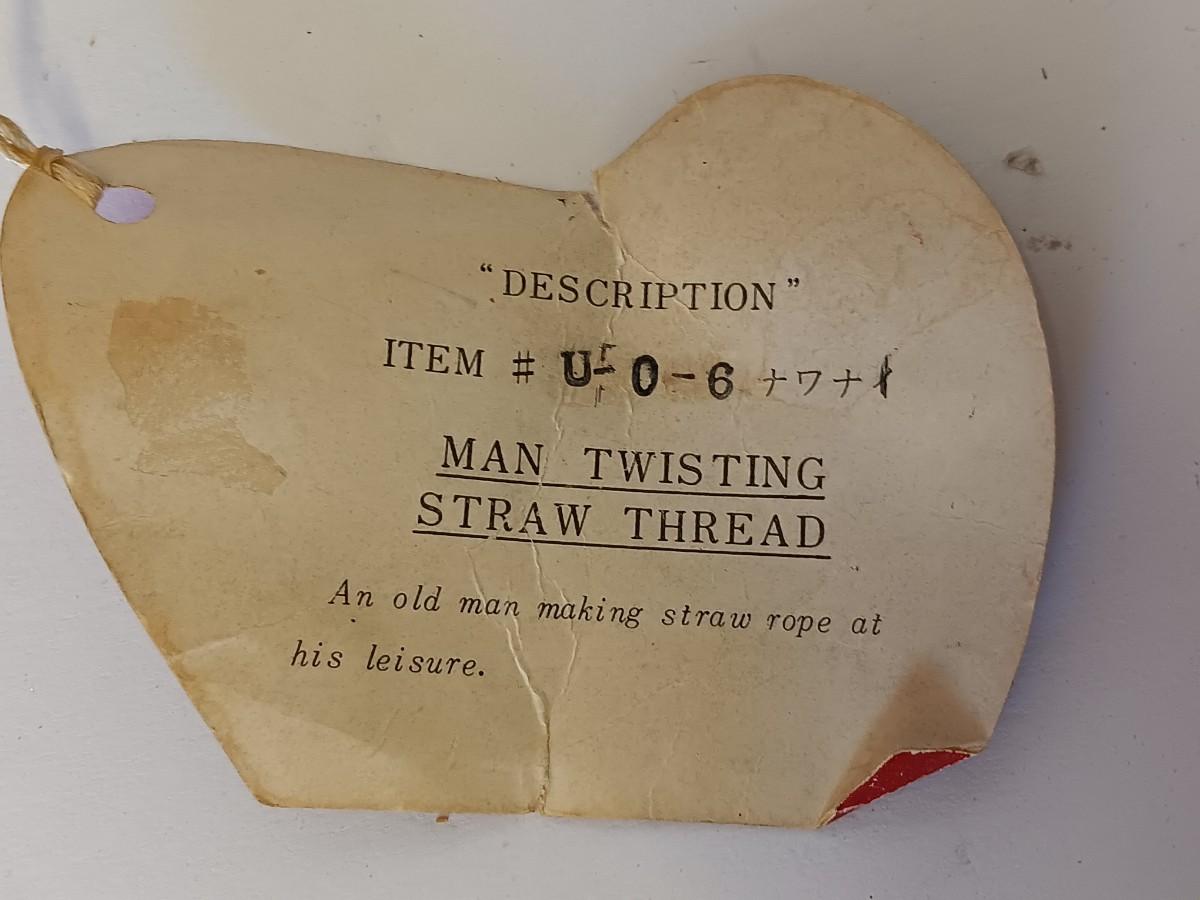 “DESCRIPTION”
ITEM # U-0-6 ナワナイ
MAN TWISTING
STRAW THREAD
An old man making straw rope at
his leisure.